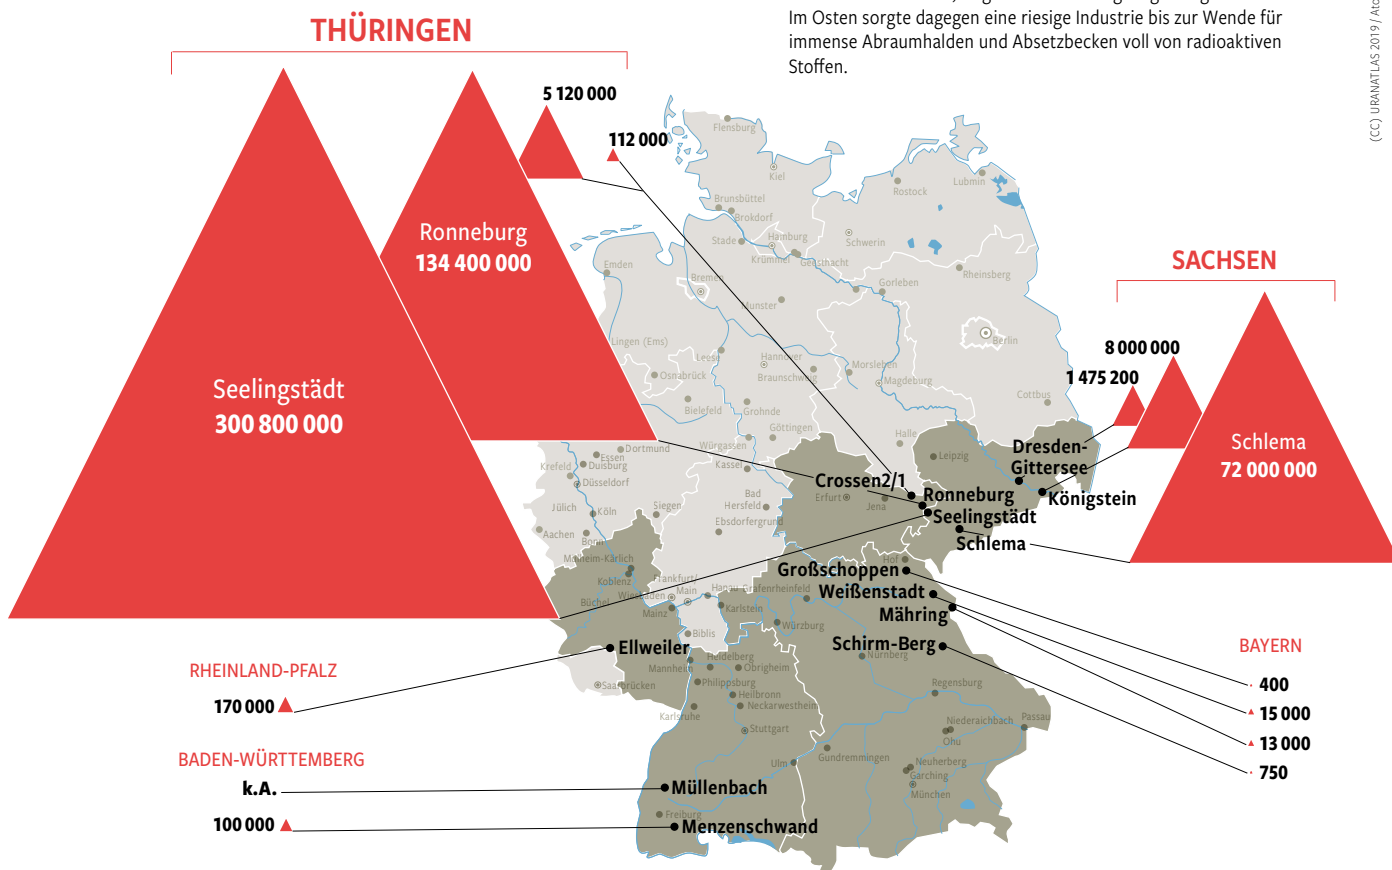 Im Osten sorgte dagegen eine riesige Industrie bis zur Wende für
immense Abraumhalden und Absetzbecken voll von radioaktiven
Stoffen.
(CC) URANATLAS 2019 /
THÜRINGEN
5 120 000
112 000
Ronneburg
134 400 000
Seelingstädt
300 800 000
SACHSEN
8 000 000
1 475 200
Schlema
72 000 000
Flensburg
Kiel
Lubmin
Rostock
Brunsbüttel
Brokdorf
Stade
Hamburg
Schwerin
Krümmel
Geesthacht
Emden
Bremen
Gorleben
Rheinsberg
Munster
Berlin
Lingen (Ems)
Leese
Hannover
Morsleben
Osnabrück
Braunschweig
Magdeburg
Cottbus
Bielefeld
Grohnde
Göttingen
Halle
Würgassen
Dortmund
Essen
Leipzig
Dresden-
Gittersee
Krefeld
Duisburg
Kassel
Düsseldorf
Crossen2/1
Erfurt
Jena
Ronneburg
Königstein
Jülich
Köln
Siegen
Bad
Hersfeld
Seelingstädt
Ebsdorfergrund
Aachen
Bonn
Schlema
Mülheim-Kärlich
Hof
Koblenz
Frankfurt/
Main
Großschoppen
Büchel
Wiesbaden
Hanau
Grafenrheinfeld
Weißenstadt
Mainz
Karlstein
Mähring
Würzburg
Biblis
Ellweiler
Schirm-Berg
Nürnberg
Mannheim
Heidelberg
Obrigheim
Saarbrücken
Philippsburg
Regensburg
Heilbronn
Neckarwestheim
Karlsruhe
Niederaichbach
Passau
Stuttgart
Ohu
Gundremmingen
Ulm
Neuherberg
Garching
München
Müllenbach
Freiburg
Menzenschwand
RHEINLAND-PFALZ
170 000
BADEN-WÜRTTEMBERG
k.A.
100 000
BAYERN
400
15 000
13 000
750